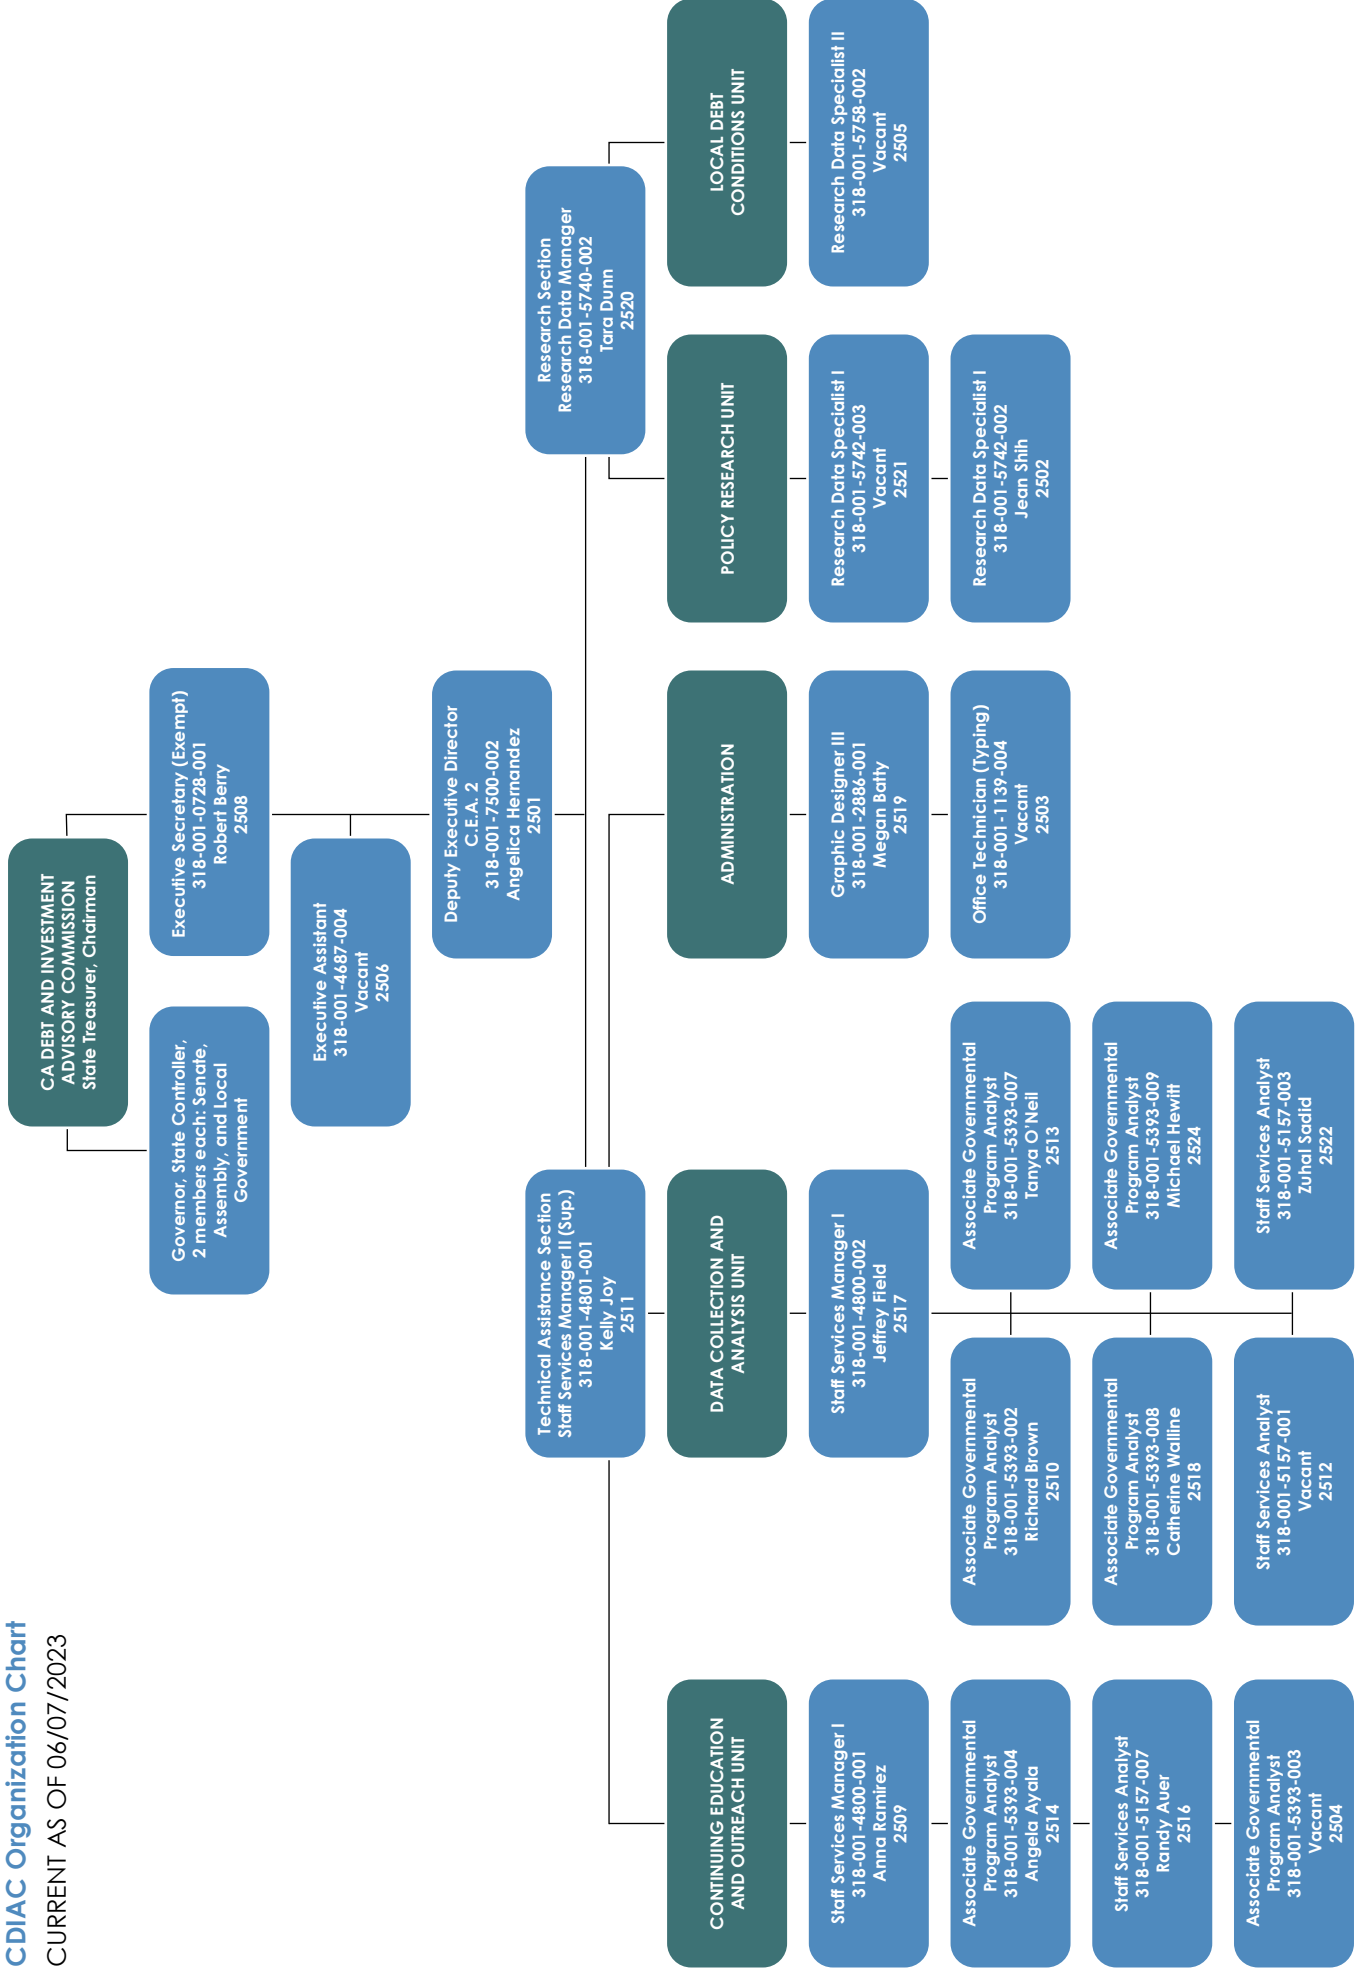 CDIAC Organization Chart
CURRENT AS OF 06/07/2023
CA DEBT AND INVESTMENT
ADVISORY COMMISSION
State Treasurer, Chairman
Governor, State Controller,
2 members each: Senate,
Assembly, and Local
Government
Executive Secretary (Exempt)
318-001-0728-001
Robert Berry
2508
Executive Assistant
318-001-4687-004
Vacant
2506
Deputy Executive Director
C.E.A. 2
318-001-7500-002
Angelica Hernandez
2501
Technical Assistance Section
Staff Services Manager II (Sup.)
318-001-4801-001
Kelly Joy
2511
Research Section
Research Data Manager
318-001-5740-002
Tara Dunn
2520
CONTINUING EDUCATION
AND OUTREACH UNIT
DATA COLLECTION AND
ANALYSIS UNIT
ADMINISTRATION
POLICY RESEARCH UNIT
LOCAL DEBT
CONDITIONS UNIT
Staff Services Manager I
318-001-4800-001
Anna Ramirez
2509
Staff Services Manager I
318-001-4800-002
Jeffrey Field
2517
Graphic Designer III
318-001-2886-001
Megan Batty
2519
Research Data Specialist I
318-001-5742-003
Vacant
2521
Research Data Specialist II
318-001-5758-002
Vacant
2505
Associate Governmental
Program Analyst
318-001-5393-004
Angela Ayala
2514
Associate Governmental
Program Analyst
318-001-5393-002
Richard Brown
2510
Associate Governmental
Program Analyst
318-001-5393-007
Tanya O'Neil
2513
Office Technician (Typing)
318-001-1139-004
Vacant
2503
Research Data Specialist I
318-001-5742-002
Jean Shih
2502
Staff Services Analyst
318-001-5157-007
Randy Auer
2516
Associate Governmental
Program Analyst
318-001-5393-008
Catherine Walline
2518
Associate Governmental
Program Analyst
318-001-5393-009
Michael Hewitt
2524
Associate Governmental
Program Analyst
318-001-5393-003
Vacant
2504
Staff Services Analyst
318-001-5157-001
Vacant
2512
Staff Services Analyst
318-001-5157-003
Zuhal Sadid
2522